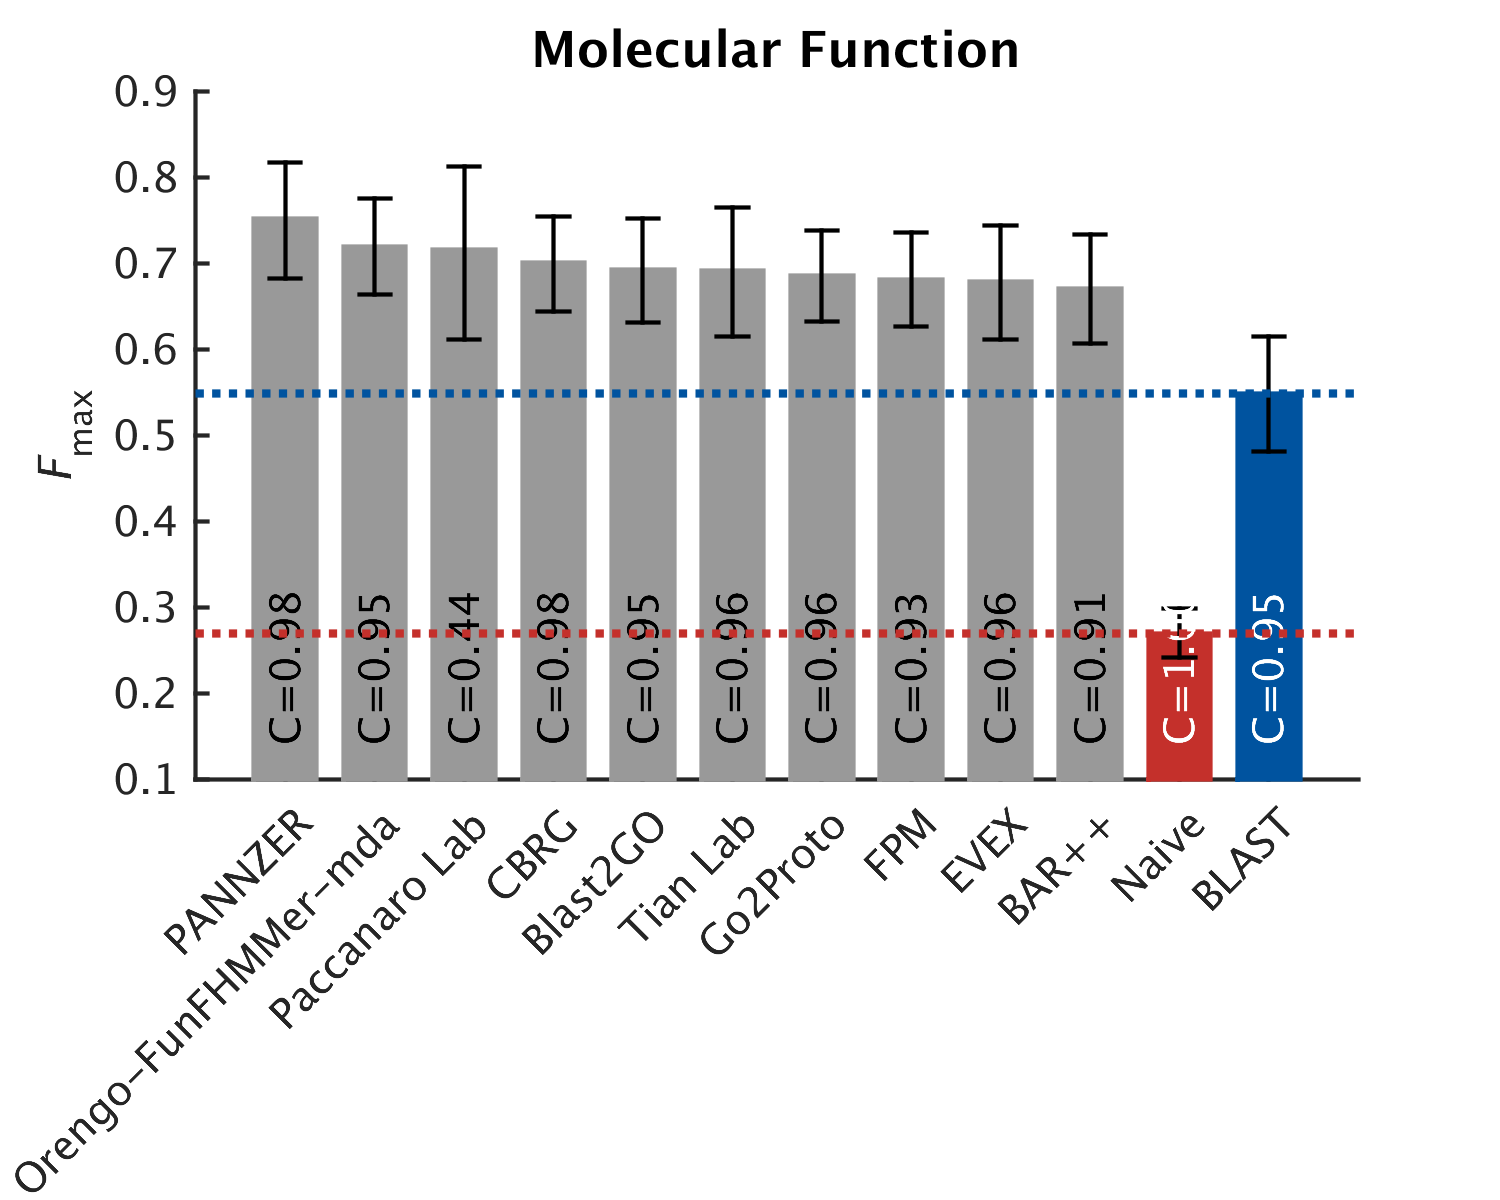 Molecular Function
0.9
0.8
0.7
0.6
0.5
0.4
0.3
0.2
0.1
Fmax
C=0.98
C=0.95
C=0.44
C=0.98
C=0.95
C=0.96
C=0.96
C=0.93
C=0.96
C=0.91
C=1.00
C=0.95
PANNZER
Orengo-FunFHMMer-mda
Paccanaro Lab
CBRG
Blast2GO
Tian Lab
Go2Proto
FPM
EVEX
BAR++
Naive
BLAST